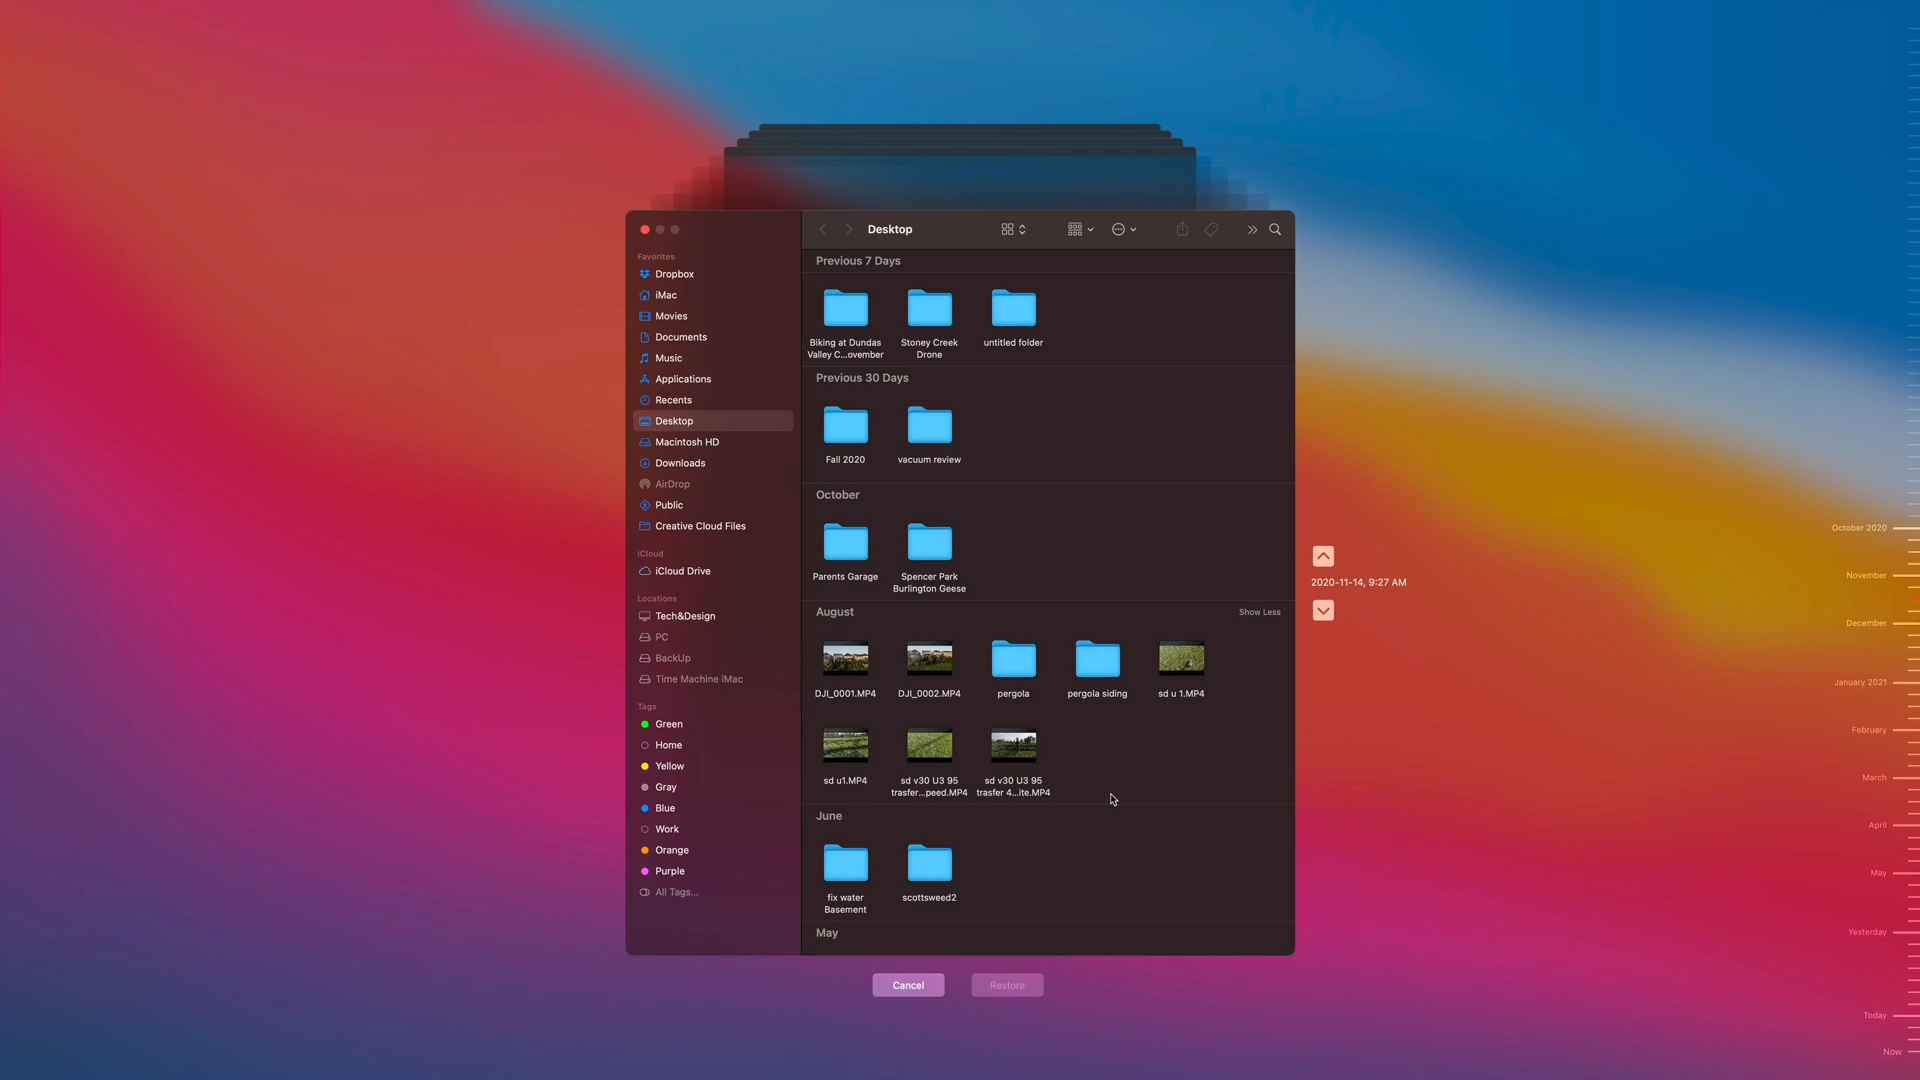 Desktop
Favorites
Dropbox
iMac
Movies
Documents
Music
Applications
Recents
Desktop
Macintosh HD
Downloads
AirDrop
Public
Creative Cloud Files
iCloud
iCloud Drive
Locations
Tech&Design
PC
BackUp
Time Machine iMac
Tags
Green
Home
Yellow
Gray
Blue
Work
Orange
Purple
All Tags...
Previous 7 Days
Biking at Dundas
Valley C...ovember
Stoney Creek
Drone
untitled folder
Previous 30 Days
Fall 2020
vacuum review
October
Parents Garage
Spencer Park
Burlington Geese
August
Show Less
DJI_0001.MP4
DJI_0002.MP4
pergola
pergola siding
sd u 1.MP4
sd u1.MP4
sd v30 U3 95
trasfer...peed.MP4
sd v30 U3 95
trasfer 4...ite.MP4
June
fix water
Basement
scottsweed2
May
Cancel
Restore
2020-11-14, 9:27 AM
October 2020
November
December
January 2021
February
March
April
May
Yesterday
Today
Now